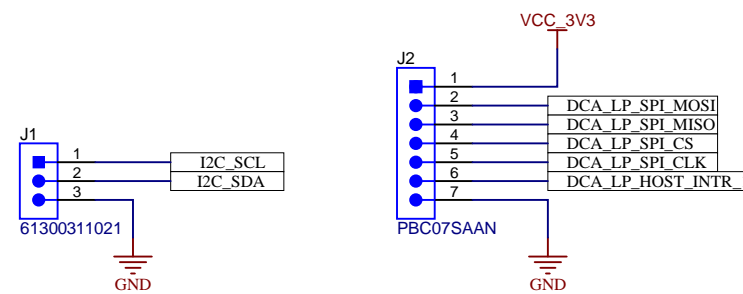 VCC_3V3
J2
1
2 DCA_LP_SPI_MOSI
3 DCA_LP_SPI_MISO
4 DCA_LP_SPI_CS
5 DCA_LP_SPI_CLK
6 DCA_LP_HOST_INTR_
7
PBC07SAAN
GND
J1
1 I2C_SCL
2 I2C_SDA
3
61300311021
GND